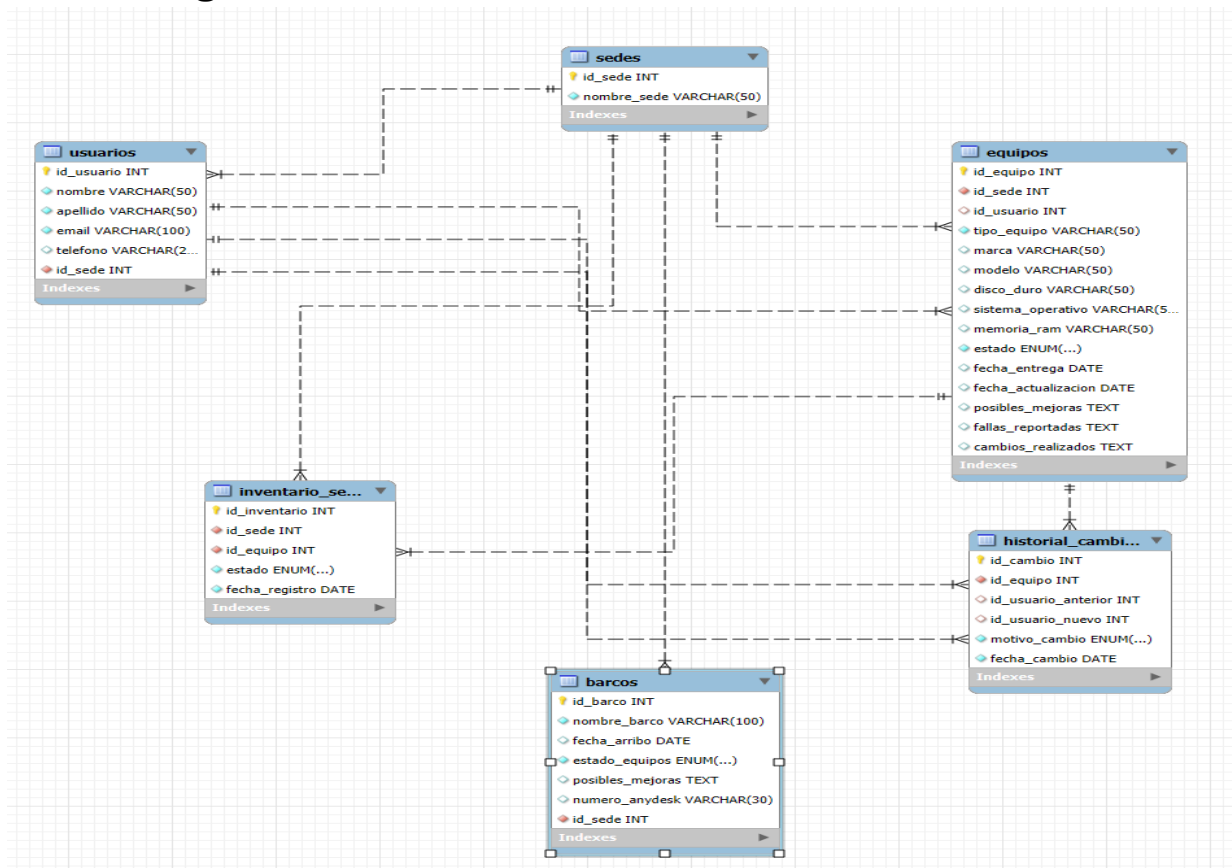 sedes
id_sede INT
nombre_sede VARCHAR(50)
Indexes
usuarios
id_usuario INT
nombre VARCHAR(50)
apellido VARCHAR(50)
email VARCHAR(100)
telefono VARCHAR(2...
id_sede INT
Indexes
equipos
id_equipo INT
id_sede INT
id_usuario INT
tipo_equipo VARCHAR(50)
marca VARCHAR(50)
modelo VARCHAR(50)
disco_duro VARCHAR(50)
sistema_operativo VARCHAR(5...
memoria_ram VARCHAR(50)
estado ENUM(...)
fecha_entrega DATE
fecha_actualizacion DATE
posibles_mejoras TEXT
fallas_reportadas TEXT
cambios_realizados TEXT
Indexes
inventario_se...
id_inventario INT
id_sede INT
id_equipo INT
estado ENUM(...)
fecha_registro DATE
Indexes
historial_cambi...
id_cambio INT
id_equipo INT
id_usuario_anterior INT
id_usuario_nuevo INT
motivo_cambio ENUM(...)
fecha_cambio DATE
Indexes
barcos
id_barco INT
nombre_barco VARCHAR(100)
fecha_arribo DATE
estado_equipos ENUM(...)
posibles_mejoras TEXT
numero_anydesk VARCHAR(30)
id_sede INT
Indexes